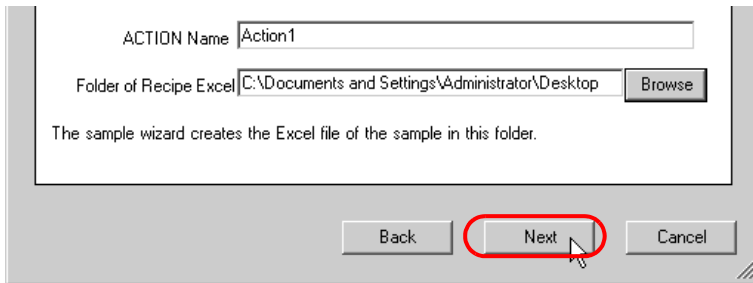 ACTION Name Action1
Folder of Recipe Excel C:\Documents and Settings\Administrator\Desktop Browse
The sample wizard creates the Excel file of the sample in this folder.
Back Next Cancel